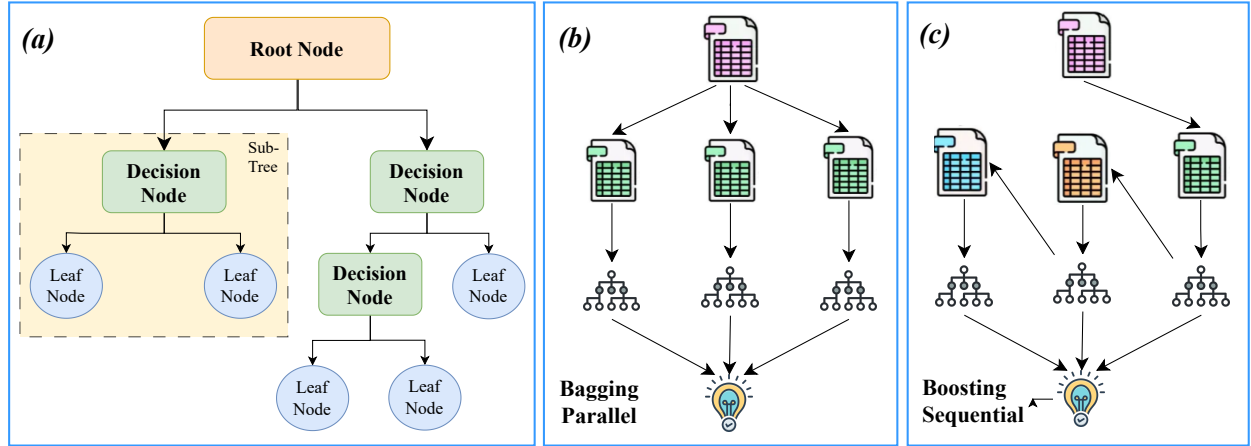 (a)
Root Node
Sub-
Tree
Decision
Node
Decision
Node
Leaf
Node
Leaf
Node
Decision
Node
Leaf
Node
Leaf
Node
Leaf
Node
(b)
Bagging
Parallel
(c)
Boosting
Sequential